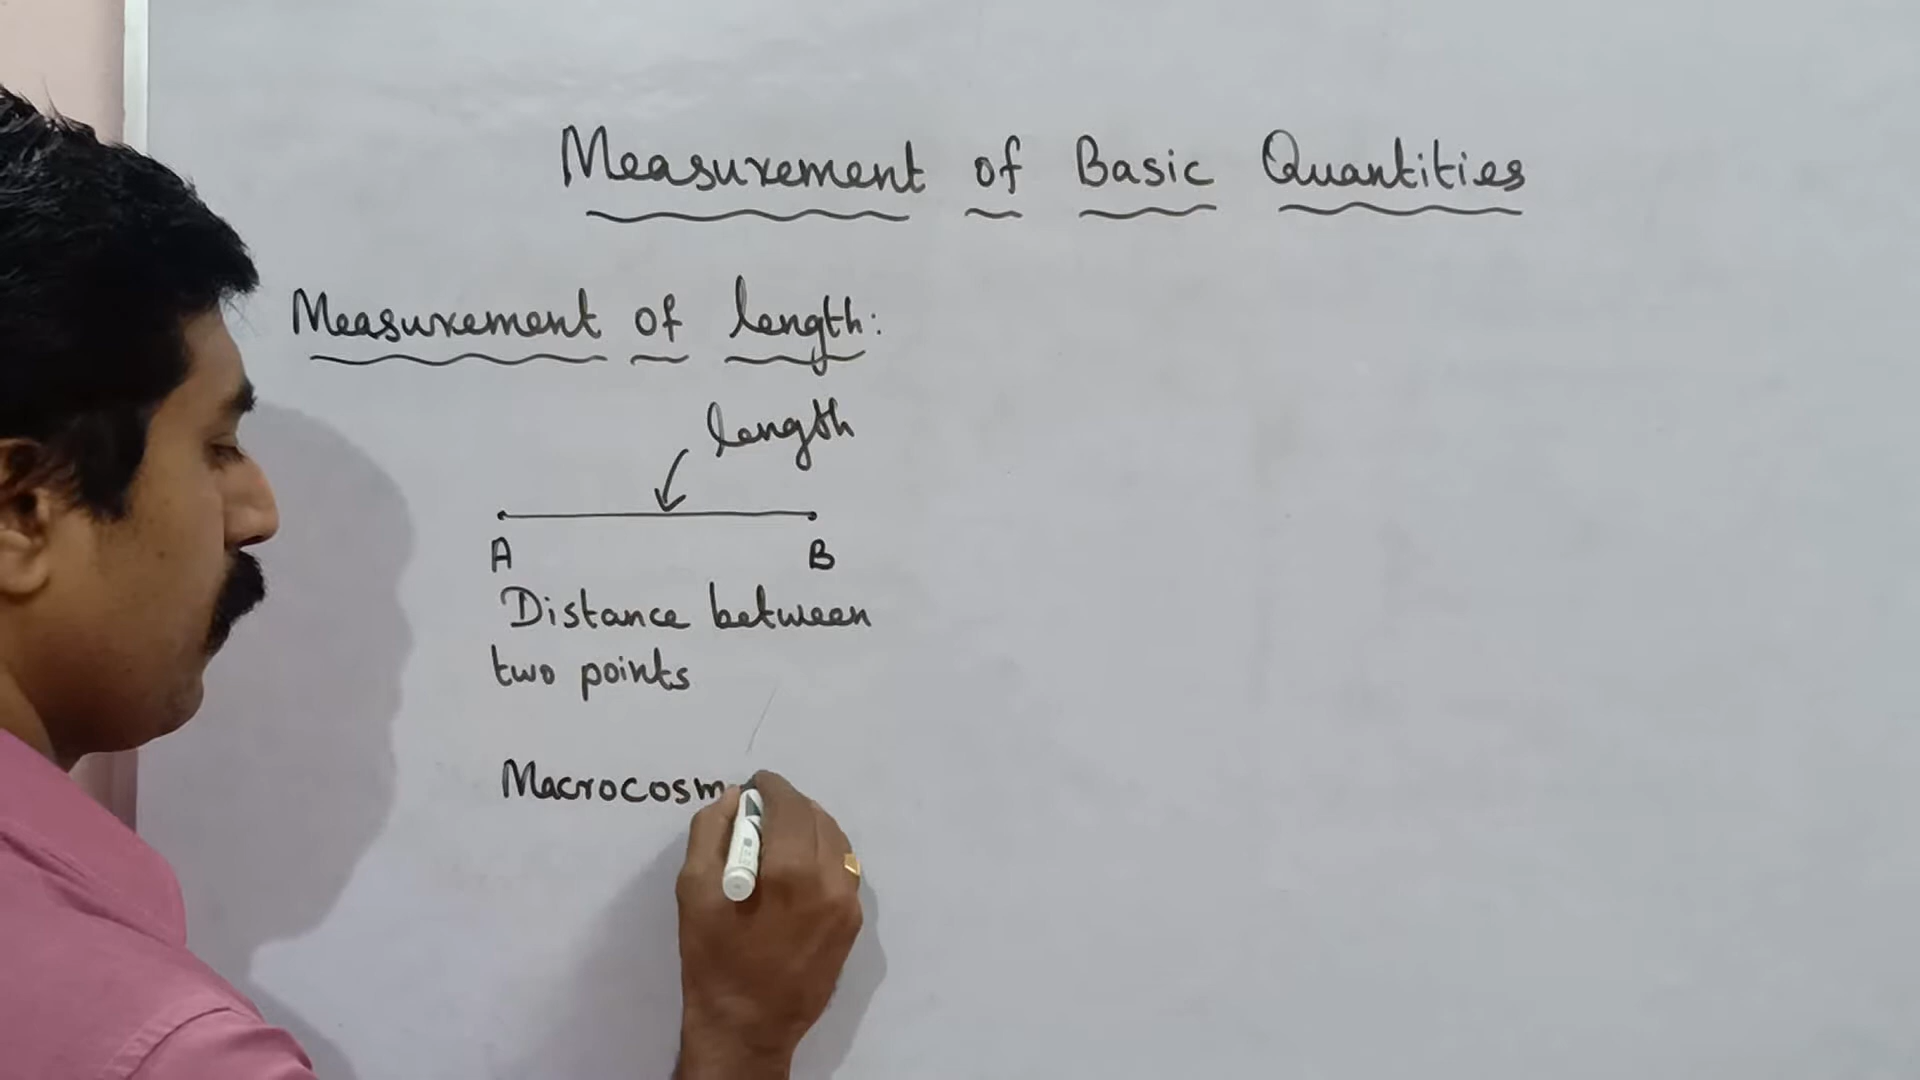 Measurement of Basic Quantities
Measurement of length:
length
A B
Distance between
two points
Macrocosm